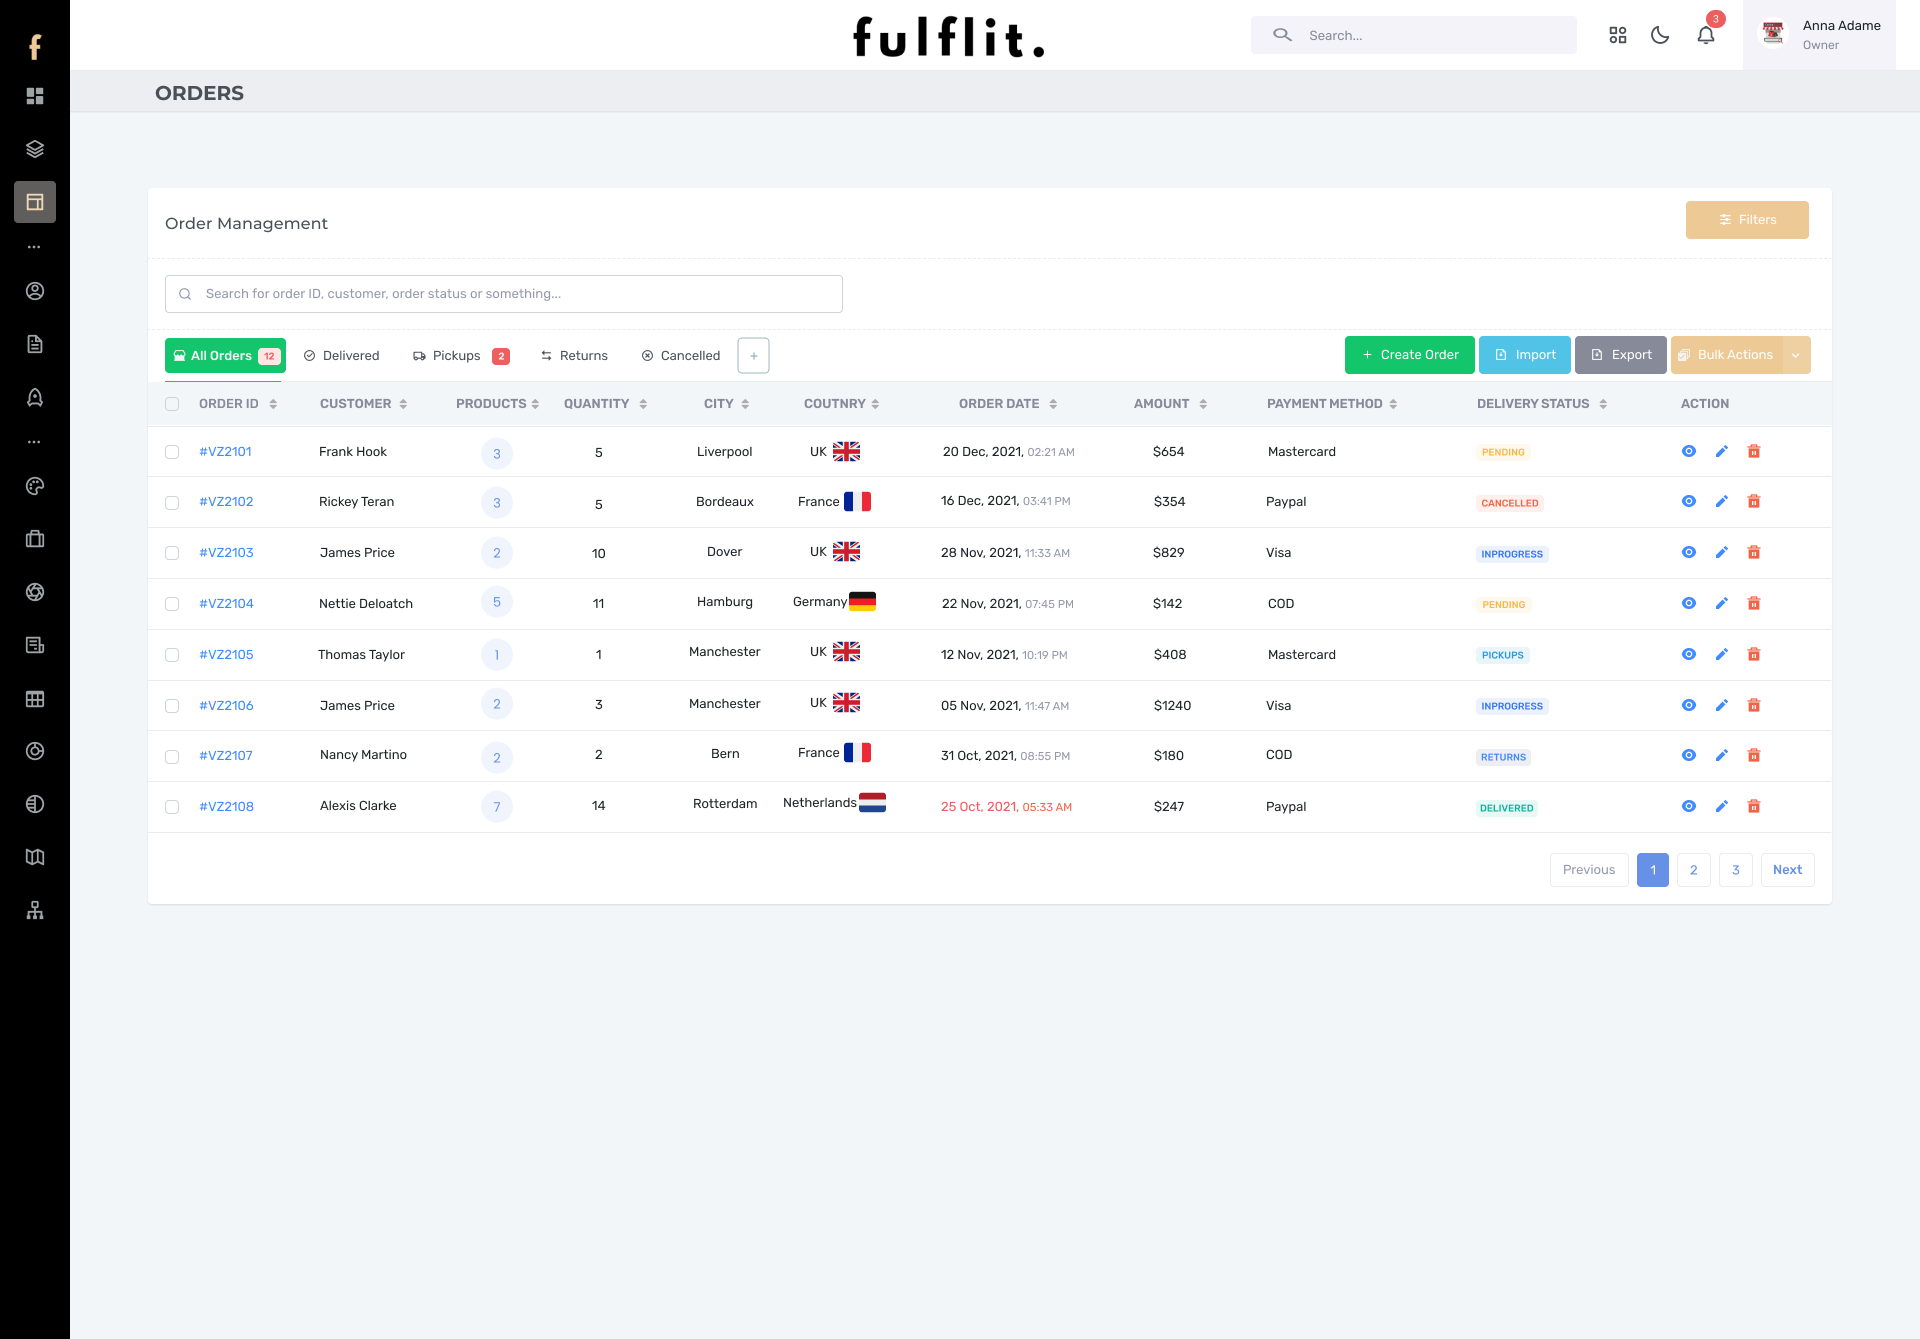 f
fulflit.
Search...
3
Anna Adame
Owner
ORDERS
Order Management
Filters
Search for order ID, customer, order status or something...
All Orders 12 Delivered Pickups 2 Returns Cancelled + + Create Order Import Export Bulk Actions
ORDER ID CUSTOMER PRODUCTS QUANTITY CITY COUTNRY ORDER DATE AMOUNT PAYMENT METHOD DELIVERY STATUS ACTION
#VZ2101 Frank Hook 3 5 Liverpool UK 20 Dec, 2021, 02:21 AM $654 Mastercard PENDING
#VZ2102 Rickey Teran 3 5 Bordeaux France 16 Dec, 2021, 03:41 PM $354 Paypal CANCELLED
#VZ2103 James Price 2 10 Dover UK 28 Nov, 2021, 11:33 AM $829 Visa INPROGRESS
#VZ2104 Nettie Deloatch 5 11 Hamburg Germany 22 Nov, 2021, 07:45 PM $142 COD PENDING
#VZ2105 Thomas Taylor 1 1 Manchester UK 12 Nov, 2021, 10:19 PM $408 Mastercard PICKUPS
#VZ2106 James Price 2 3 Manchester UK 05 Nov, 2021, 11:47 AM $1240 Visa INPROGRESS
#VZ2107 Nancy Martino 2 2 Bern France 31 Oct, 2021, 08:55 PM $180 COD RETURNS
#VZ2108 Alexis Clarke 7 14 Rotterdam Netherlands 25 Oct, 2021, 05:33 AM $247 Paypal DELIVERED
Previous 1 2 3 Next